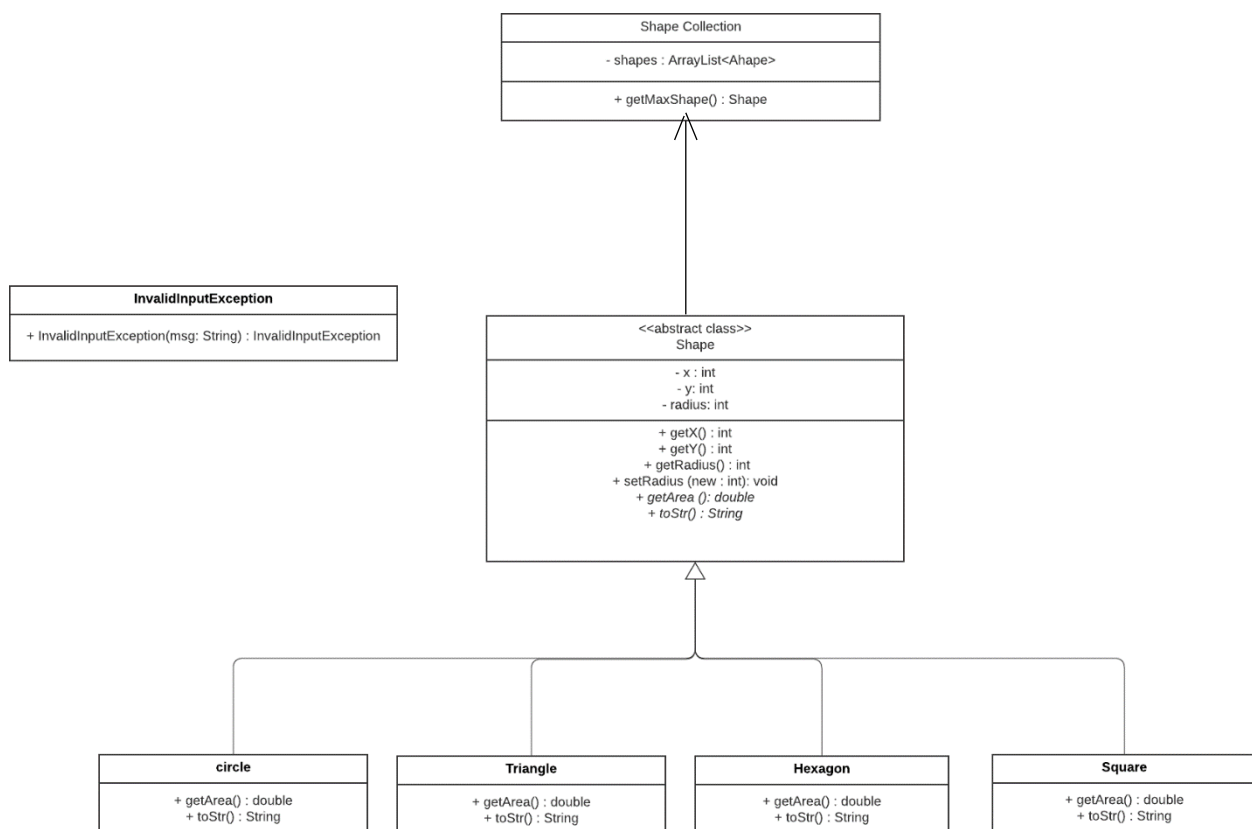 Shape Collection
- shapes : ArrayList<Ahape>
+ getMaxShape() : Shape
InvalidInputException
+ InvalidInputException(msg: String) : InvalidInputException
<<abstract class>>
Shape
- x : int
- y: int
- radius: int
+ getX() : int
+ getY() : int
+ getRadius() : int
+ setRadius (new : int): void
+ getArea (): double
+ toStr() : String
circle
+ getArea() : double
+ toStr() : String
Triangle
+ getArea() : double
+ toStr() : String
Hexagon
+ getArea() : double
+ toStr() : String
Square
+ getArea() : double
+ toStr() : String